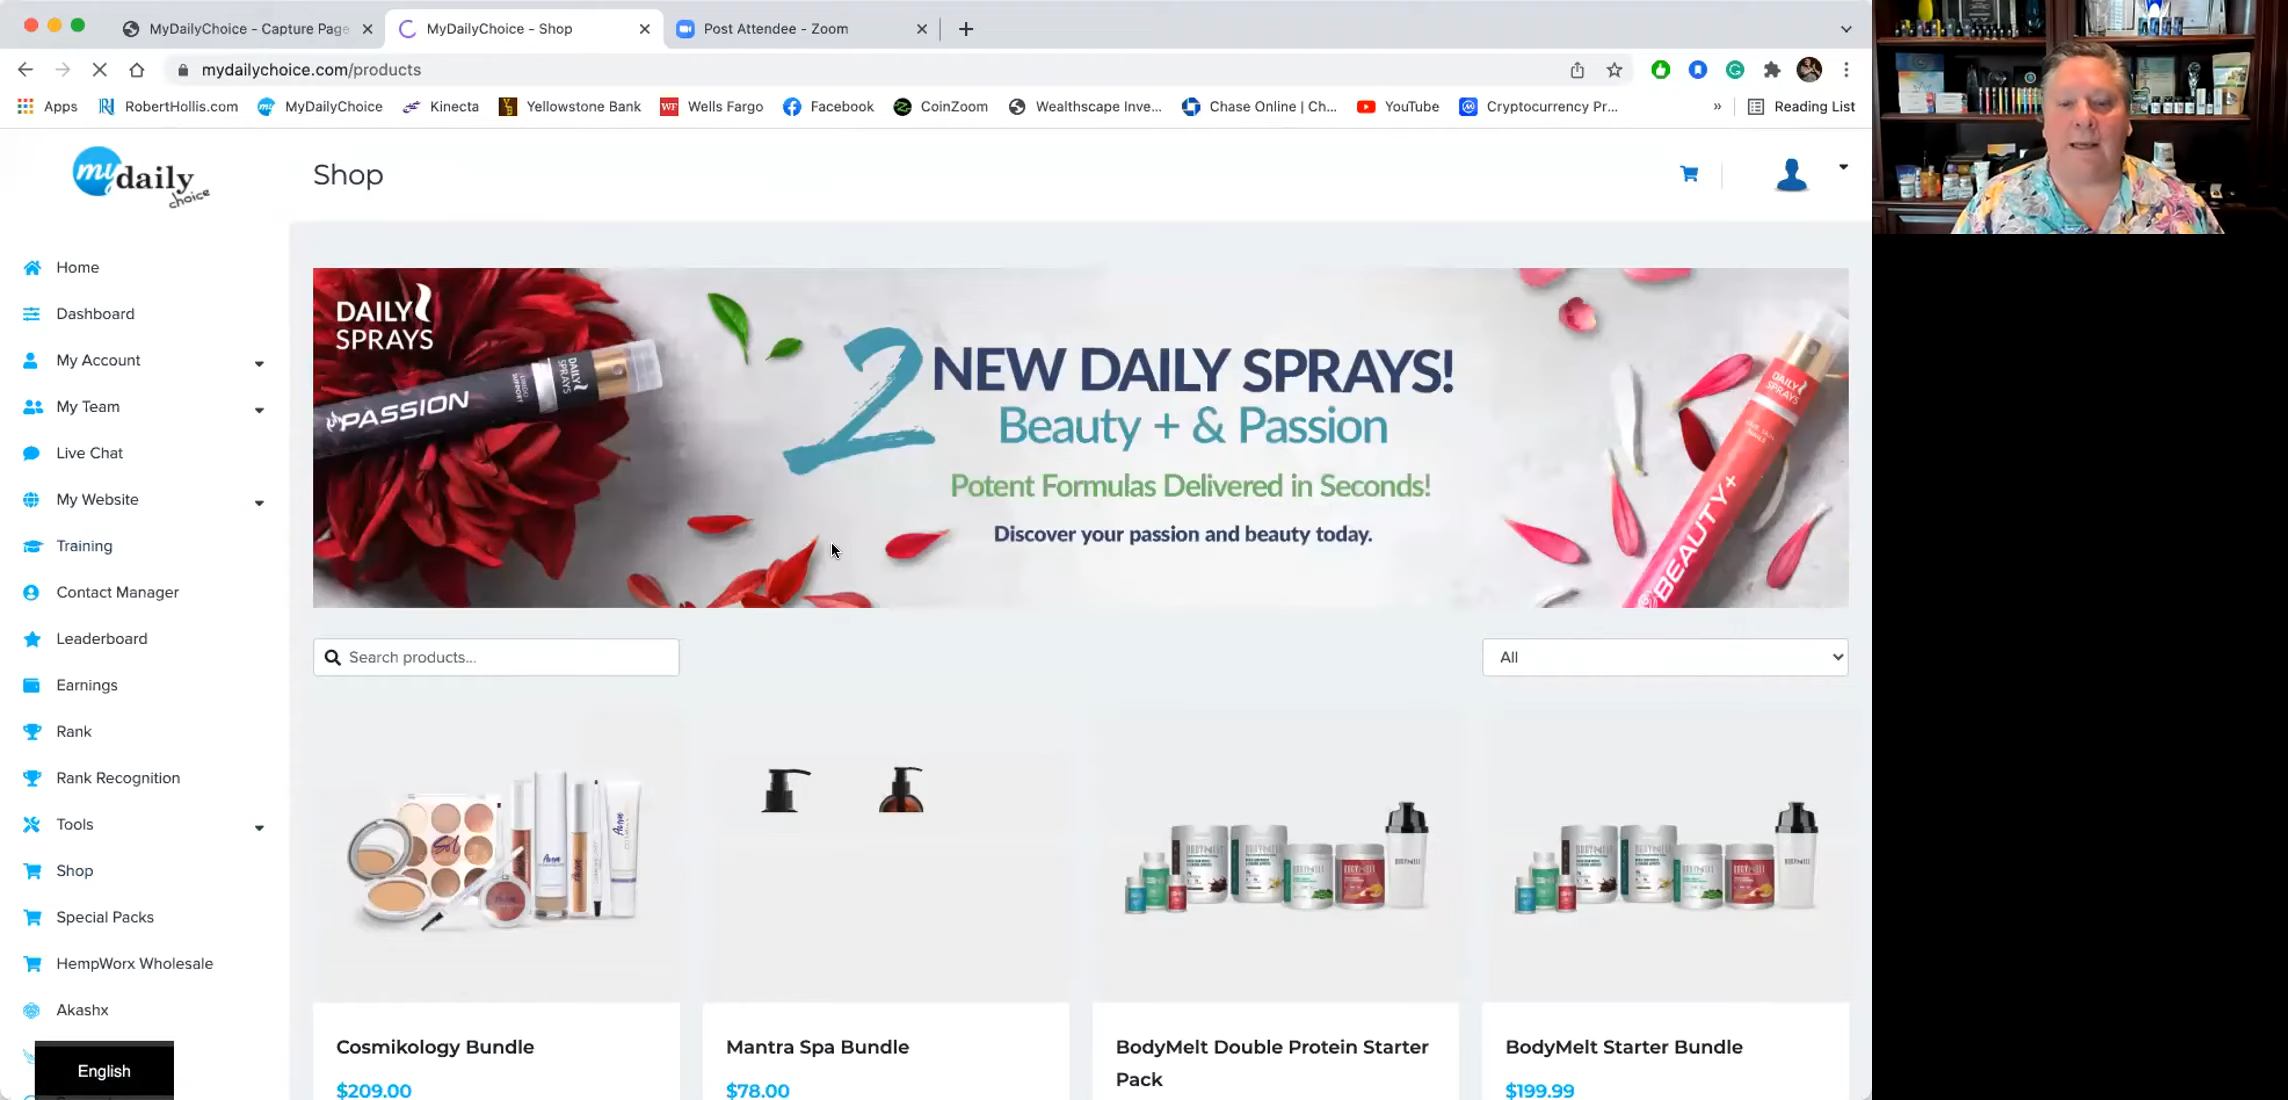 MyDailyChoice - Capture Page
MyDailyChoice - Shop
Post Attendee - Zoom
mydailychoice.com/products
Apps
RobertHollis.com
MyDailyChoice
Kinecta
Yellowstone Bank
Wells Fargo
Facebook
CoinZoom
Wealthscape Inve...
Chase Online | Ch...
YouTube
Cryptocurrency Pr...
»
Reading List
my daily choice
Shop
Home
Dashboard
My Account
My Team
Live Chat
My Website
Training
Contact Manager
Leaderboard
Earnings
Rank
Rank Recognition
Tools
Shop
Special Packs
HempWorx Wholesale
Akashx
English
DAILY
SPRAYS
PASSION
DAILY
SPRAYS
2 NEW DAILY SPRAYS!
Beauty + & Passion
Potent Formulas Delivered in Seconds!
Discover your passion and beauty today.
DAILY
SPRAYS
BEAUTY+
Search products...
All
Cosmikology Bundle
$209.00
Mantra Spa Bundle
$78.00
BodyMelt Double Protein Starter
Pack
BodyMelt Starter Bundle
$199.99